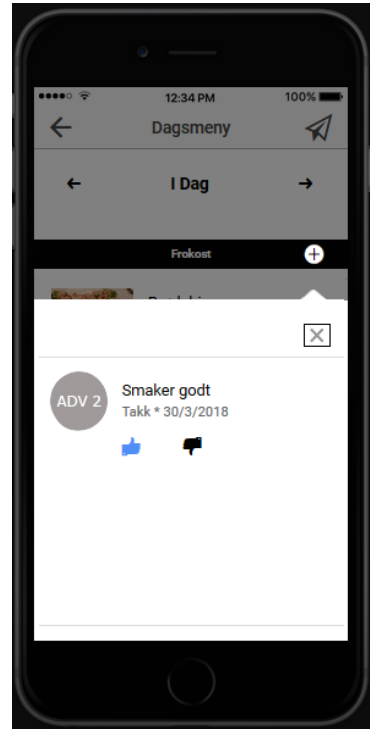 12:34 PM
100%
Dagsmeny
I Dag
Frokost
ADV 2
Smaker godt
Takk * 30/3/2018